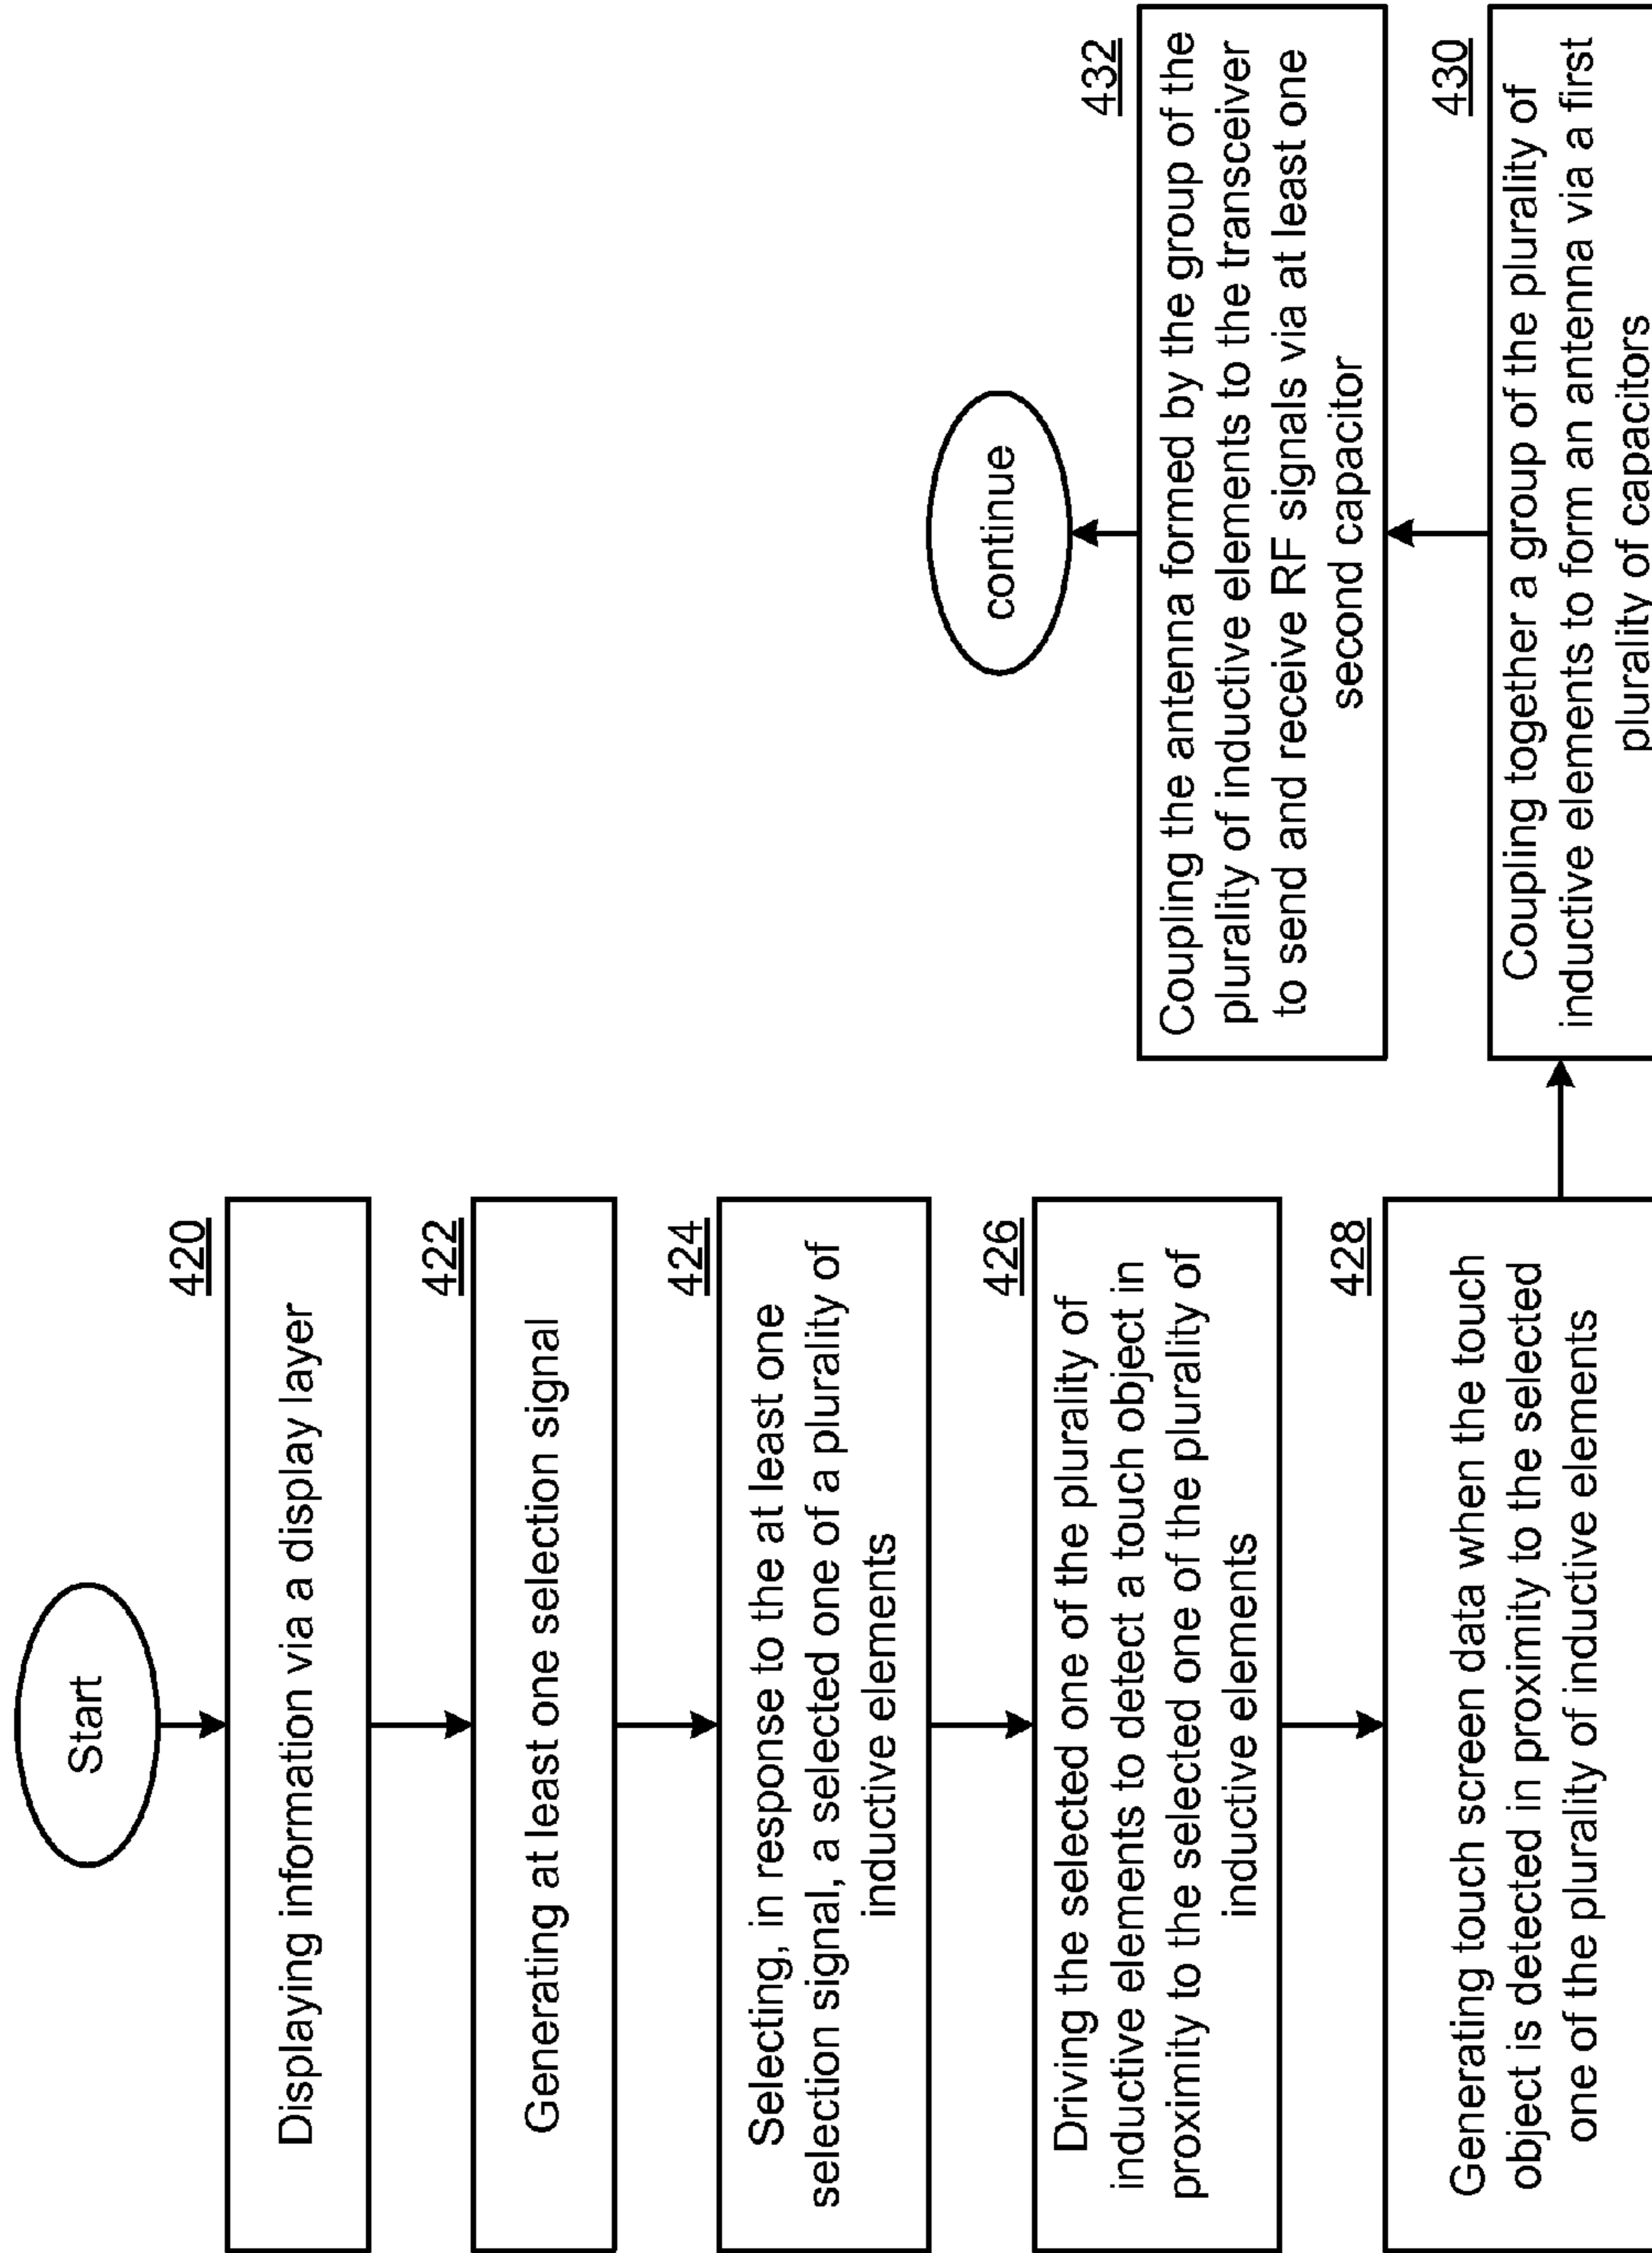 Start
420
Displaying information via a display layer
422
Generating at least one selection signal
424
Selecting, in response to the at least one
selection signal, a selected one of a plurality of
inductive elements
426
Driving the selected one of the plurality of
inductive elements to detect a touch object in
proximity to the selected one of the plurality of
inductive elements
428
Generating touch screen data when the touch
object is detected in proximity to the selected
one of the plurality of inductive elements
430
Coupling together a group of the plurality of
inductive elements to form an antenna via a first
plurality of capacitors
432
Coupling the antenna formed by the group of the
plurality of inductive elements to the transceiver
to send and receive RF signals via at least one
second capacitor
continue